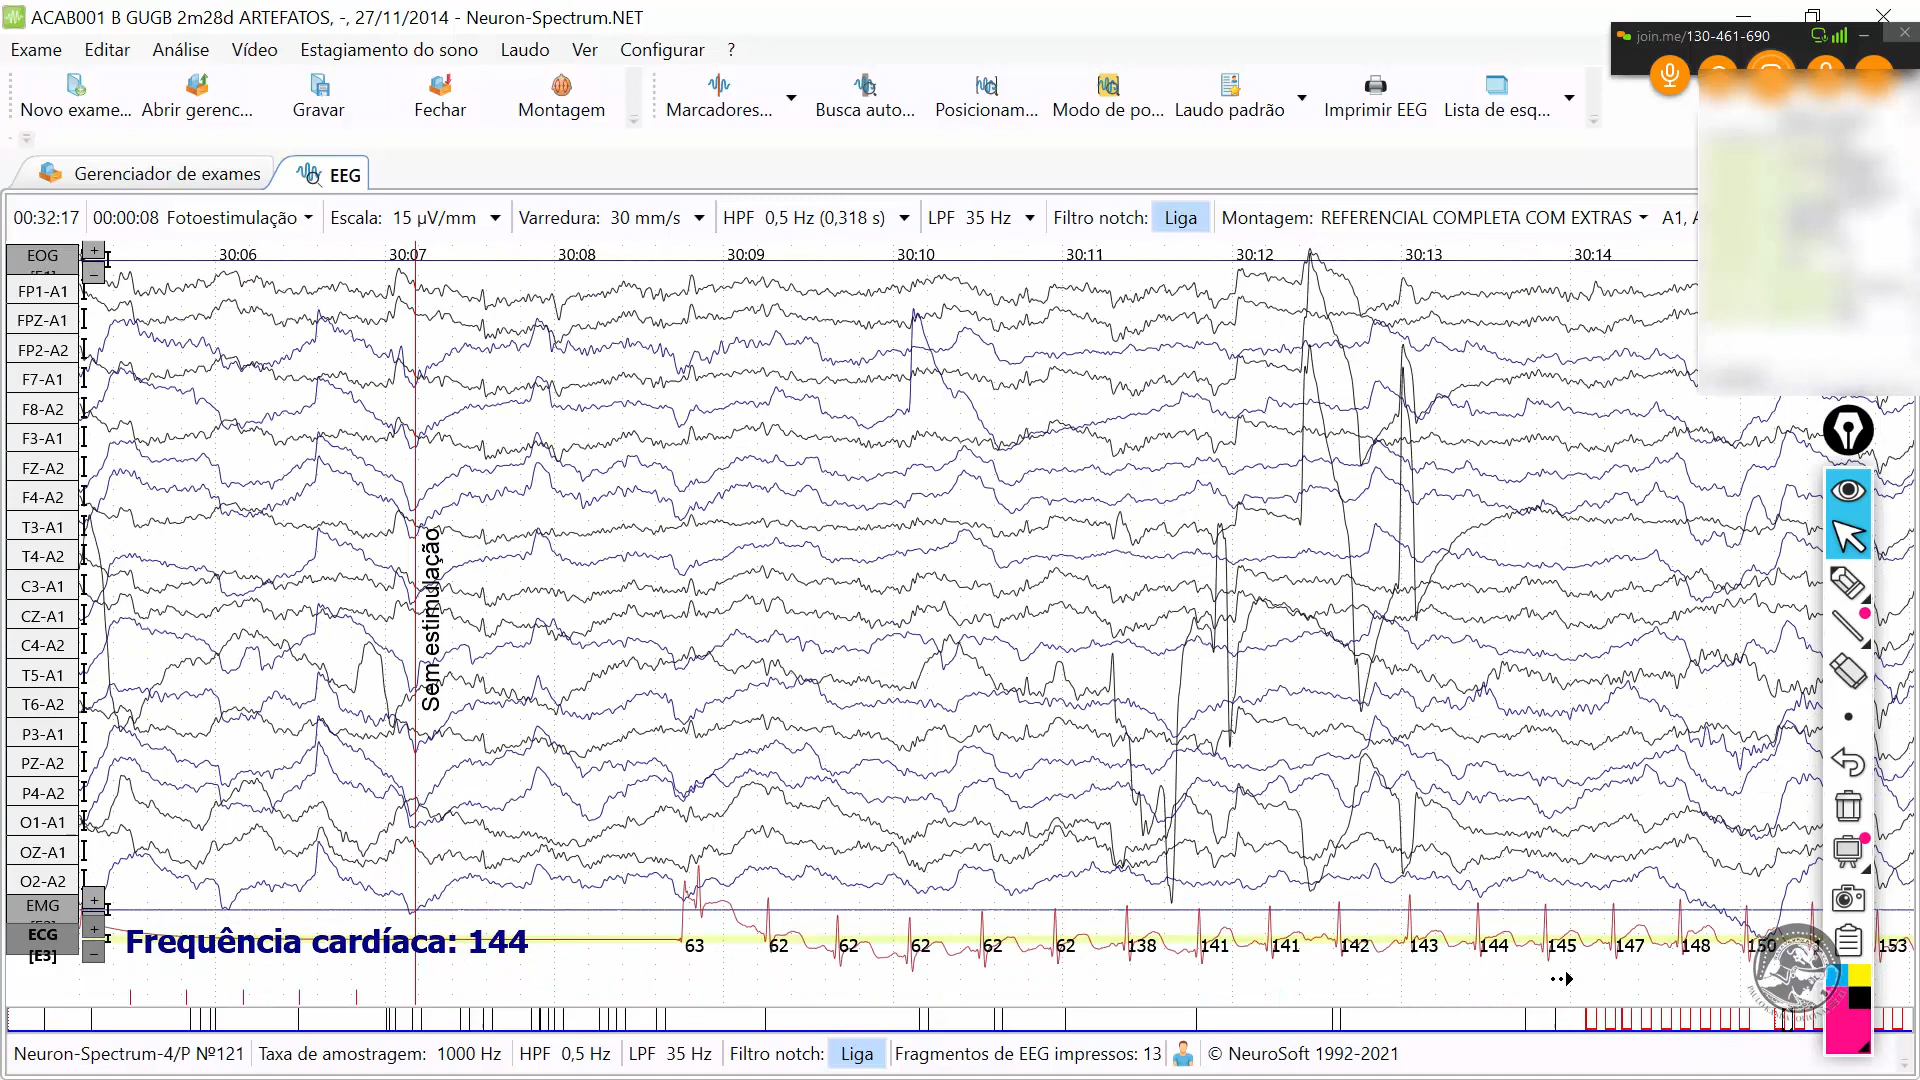 ACAB001 B GUGB 2m28d ARTEFATOS, -, 27/11/2014 - Neuron-Spectrum.NET
join.me/130-461-690
Exame Editar Análise Vídeo Estagiamento do sono Laudo Ver Configurar ?
Novo exame... Abrir gerenc... Gravar Fechar Montagem Marcadores... Busca auto... Posicionam... Modo de po... Laudo padrão Imprimir EEG Lista de esq...
Gerenciador de exames EEG
00:32:17 00:00:08 Fotoestimulação Escala: 15 µV/mm Varredura: 30 mm/s HPF 0,5 Hz (0,318 s) LPF 35 Hz Filtro notch: Liga Montagem: REFERENCIAL COMPLETA COM EXTRAS A1,
30:06 30:07 30:08 30:09 30:10 30:11 30:12 30:13 30:14
EOG
FP1-A1
FPZ-A1
FP2-A2
F7-A1
F8-A2
F3-A1
FZ-A2
F4-A2
T3-A1
T4-A2
C3-A1
CZ-A1
C4-A2
T5-A1
T6-A2
P3-A1
PZ-A2
P4-A2
O1-A1
OZ-A1
O2-A2
EMG
ECG
[E3]
Sem estimulação
Frequência cardíaca: 144
63 62 62 62 62 62 138 141 141 142 143 144 145 147 148 150 153
Neuron-Spectrum-4/P №121 Taxa de amostragem: 1000 Hz HPF 0,5 Hz LPF 35 Hz Filtro notch: Liga Fragmentos de EEG impressos: 13 © NeuroSoft 1992-2021